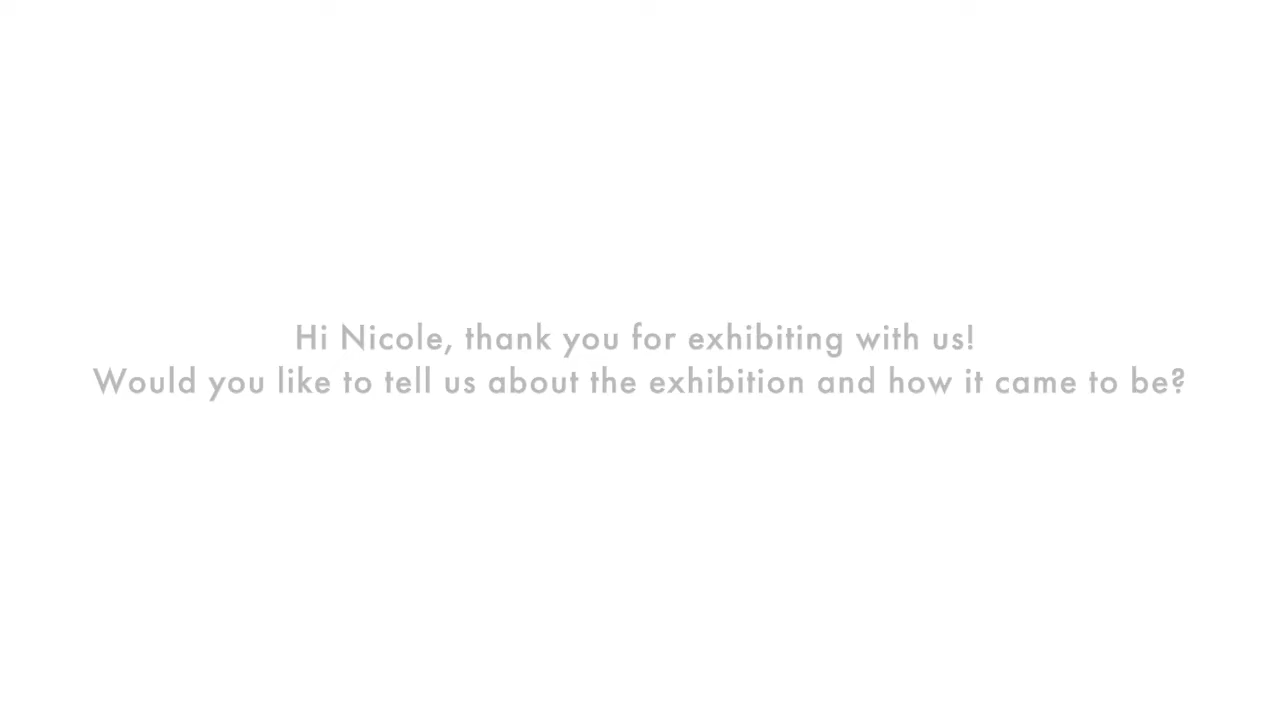 Hi Nicole, thank you for exhibiting with us!
Would you like to tell us about the exhibition and how it came to be?